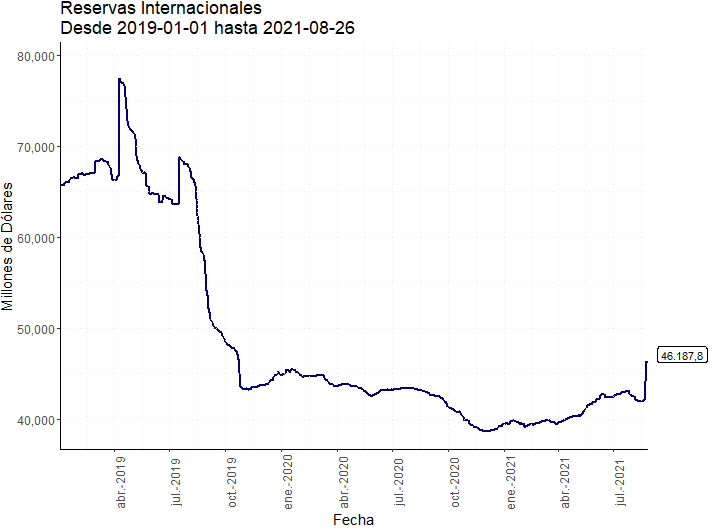 Reservas Internacionales
Desde 2019-01-01 hasta 2021-08-26
Millones de Dólares
80,000
70,000
60,000
50,000
40,000
46.187,8
abr.-2019
jul.-2019
oct.-2019
ene.-2020
abr.-2020
jul.-2020
oct.-2020
ene.-2021
abr.-2021
jul.-2021
Fecha